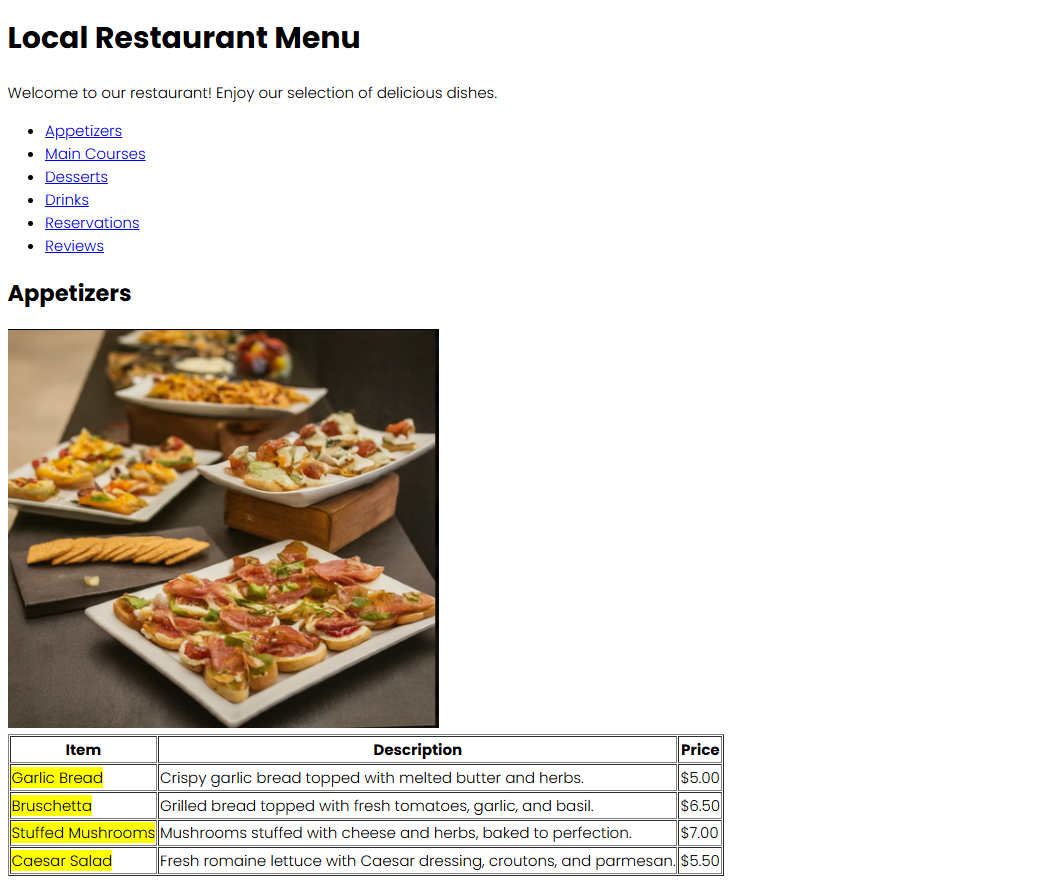 Local Restaurant Menu
Welcome to our restaurant! Enjoy our selection of delicious dishes.
Appetizers
Main Courses
Desserts
Drinks
Reservations
Reviews
Appetizers
Item Description Price
Garlic Bread Crispy garlic bread topped with melted butter and herbs. $5.00
Bruschetta Grilled bread topped with fresh tomatoes, garlic, and basil. $6.50
Stuffed Mushrooms Mushrooms stuffed with cheese and herbs, baked to perfection. $7.00
Caesar Salad Fresh romaine lettuce with Caesar dressing, croutons, and parmesan. $5.50